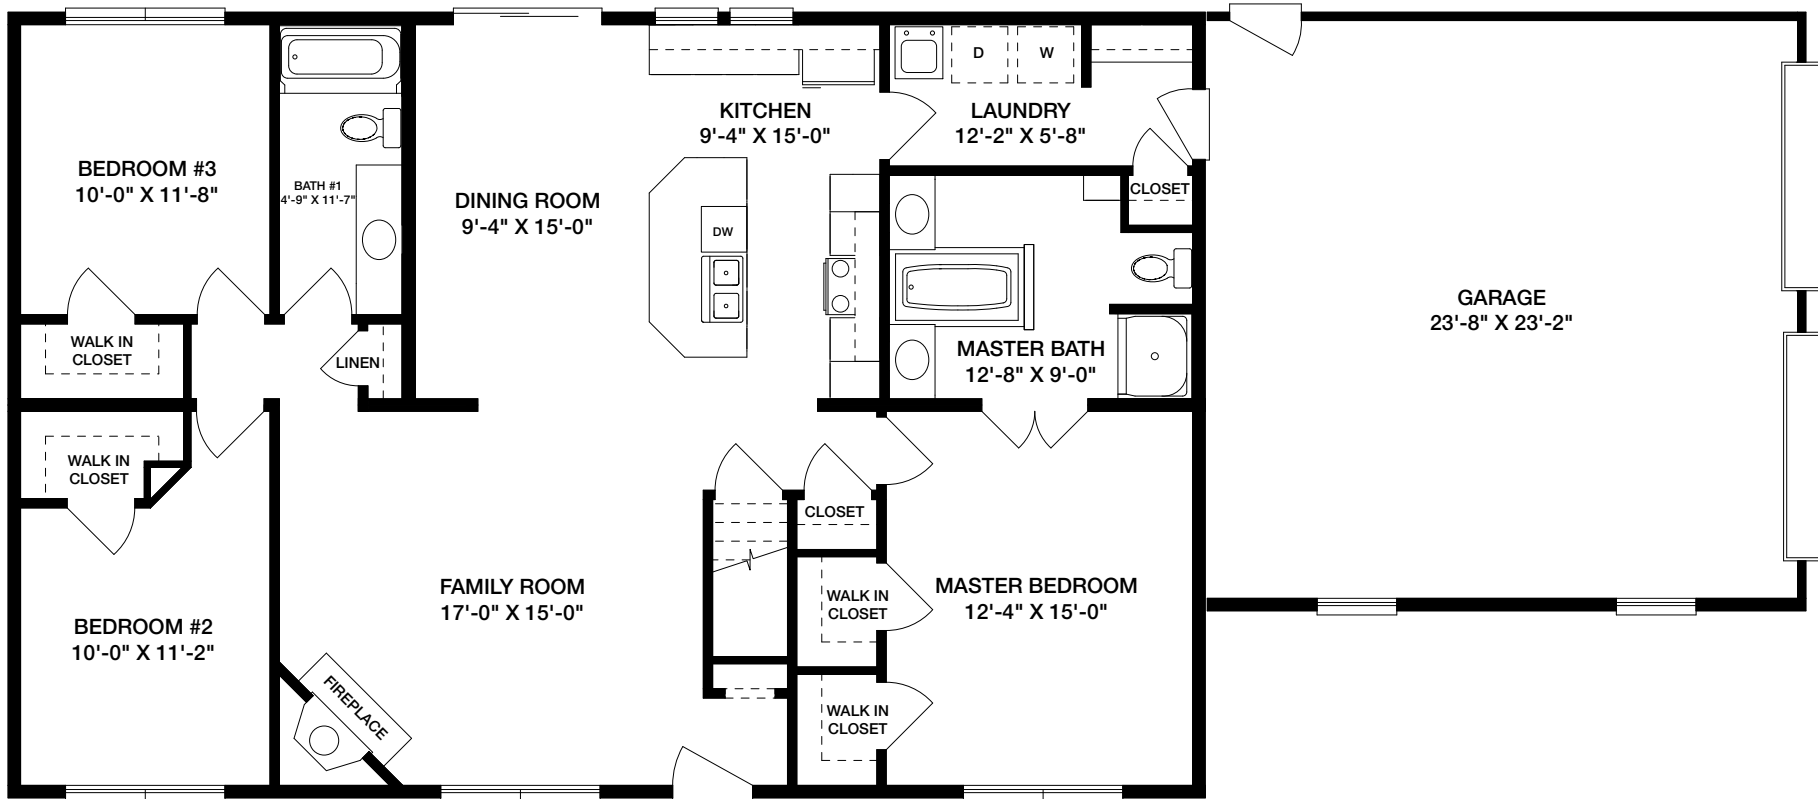 BEDROOM #3
10'-0" X 11'-8"
BATH #1
4'-9" X 11'-7"
DINING ROOM
9'-4" X 15'-0"
KITCHEN
9'-4" X 15'-0"
DW
D
W
LAUNDRY
12'-2" X 5'-8"
CLOSET
GARAGE
23'-8" X 23'-2"
WALK IN
CLOSET
LINEN
MASTER BATH
12'-8" X 9'-0"
WALK IN
CLOSET
CLOSET
FAMILY ROOM
17'-0" X 15'-0"
WALK IN
CLOSET
MASTER BEDROOM
12'-4" X 15'-0"
BEDROOM #2
10'-0" X 11'-2"
FIREPLACE
WALK IN
CLOSET